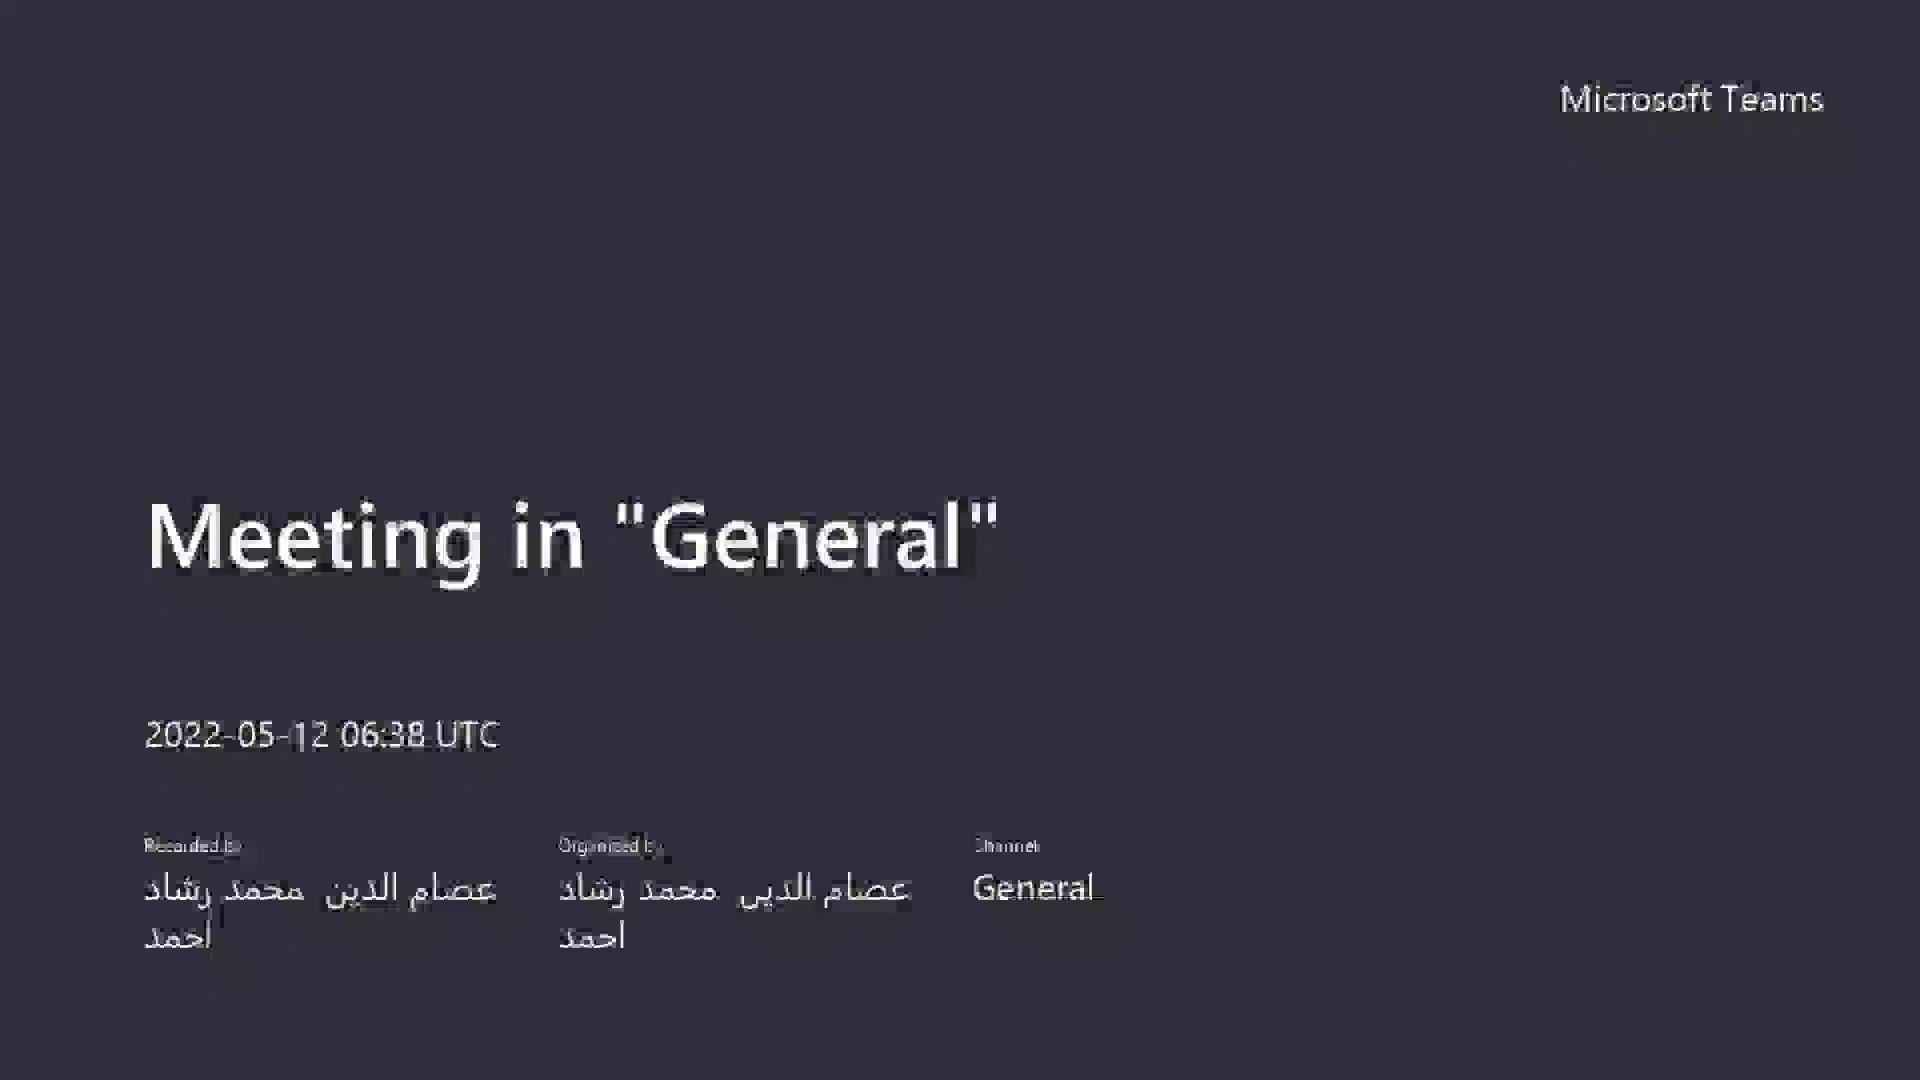 Microsoft Teams
Meeting in "General"
2022-05-12 06:38 UTC
Recorded by
عصام الدين محمد رشاد
احمد
Organized by
عصام الدين محمد رشاد
احمد
Channel
General